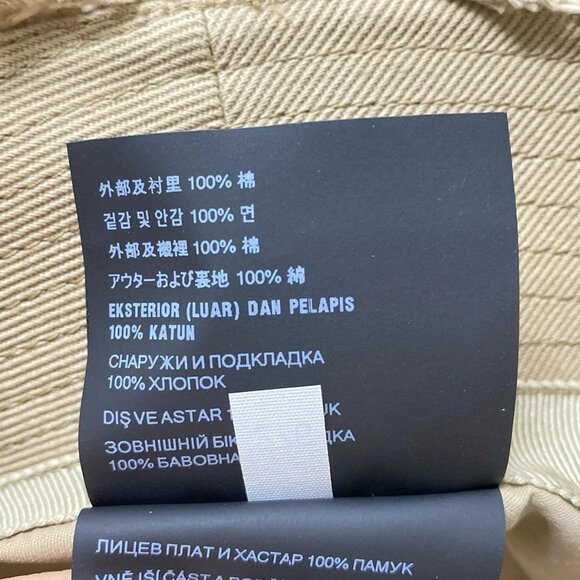 外部及衬里 100% 棉
겉감 및 안감 100% 면
外部及襯裡 100% 棉
アウターおよび裏地 100% 綿
EKSTERIOR (LUAR) DAN PELAPIS
100% KATUN
СНАРУЖИ И ПОДКЛАДКА
100% ХЛОПОК
DIŞ VE ASTAR
ЗОВНІШНІЙ
100% БАВОВНА
ЛИЦЕВ ПЛАТ И ХАСТАР 100% ПАМУК
VNĚJŠÍ ČÁST A